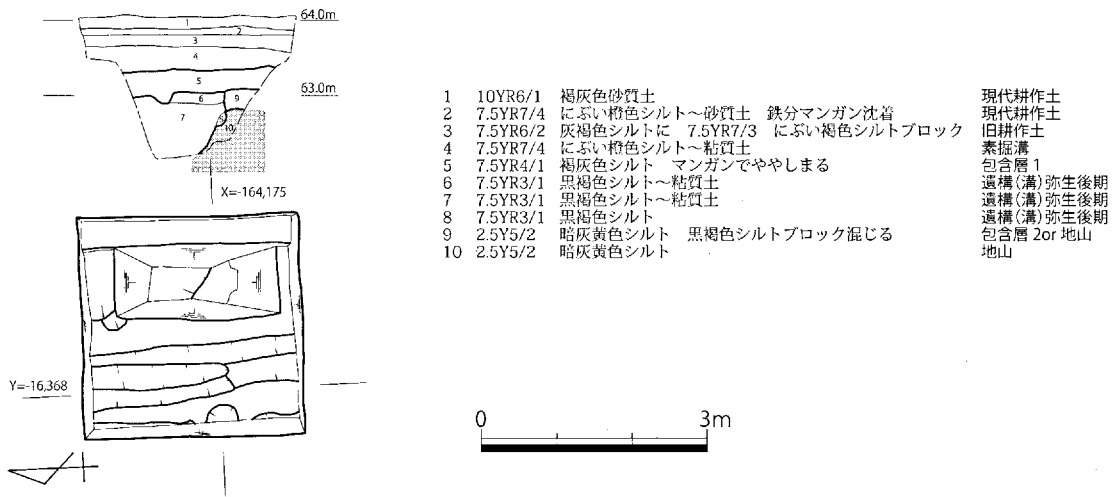 64.0m
1
2
3
4
63.0m
5
6
9
7
8
10
X=-164,175
Y=-16,368
1 10YR6/1 褐灰色砂質土 現代耕作土
2 7.5YR7/4 にぶい橙色シルト～砂質土 鉄分マンガン沈着 現代耕作土
3 7.5YR6/2 灰褐色シルトに 7.5YR7/3 にぶい褐色シルトブロック 旧耕作土
4 7.5YR7/4 にぶい橙色シルト～粘質土 素掘溝
5 7.5YR4/1 褐灰色シルト マンガンでややしまる 包含層 1
6 7.5YR3/1 黒褐色シルト～粘質土 遺構(溝)弥生後期
7 7.5YR3/1 黒褐色シルト～粘質土 遺構(溝)弥生後期
8 7.5YR3/1 黒褐色シルト 遺構(溝)弥生後期
9 2.5Y5/2 暗灰黄色シルト 黒褐色シルトブロック混じる 包含層 2or 地山
10 2.5Y5/2 暗灰黄色シルト 地山
0 3m